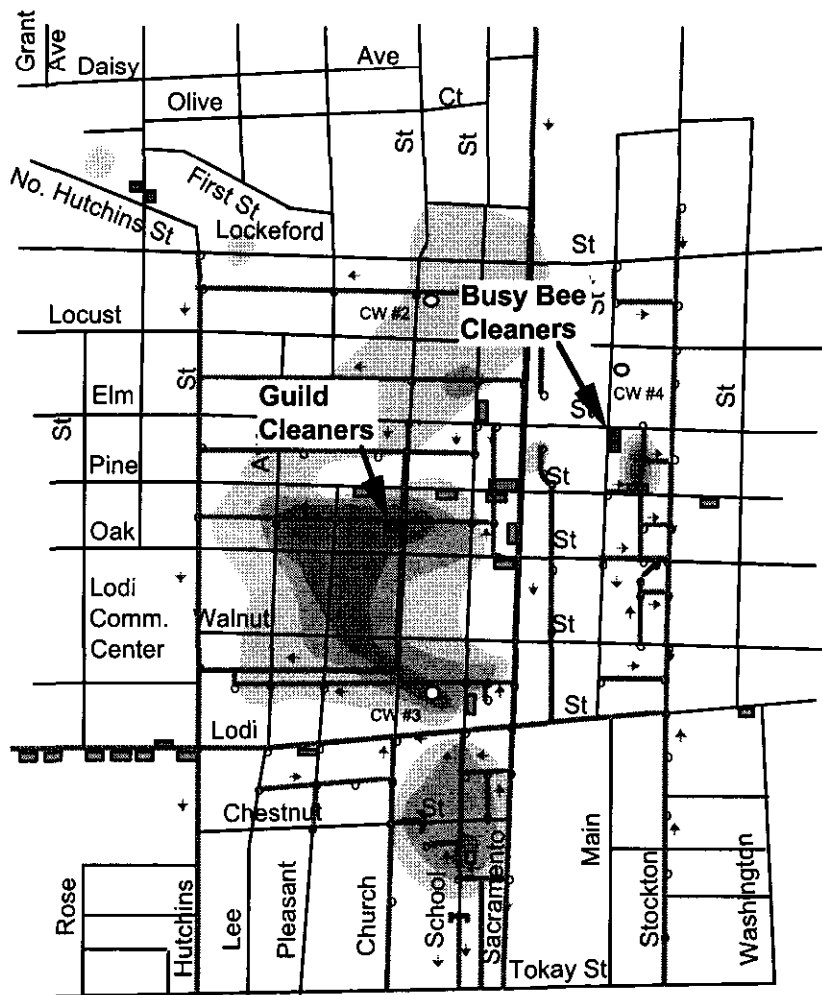 Grant
Ave
Daisy
Ave
Olive
Ct
St
St
No. Hutchins St
First St
Lockeford
St
Locust
CW #2
Busy Bee
Cleaners
St
Elm
St
St
Guild
Cleaners
St
CW #4
St
Pine
A
St
Oak
St
Lodi
Comm.
Center
Walnut
St
CW #3
St
Lodi
Chestnut
St
Rose
Hutchins
Lee
Pleasant
Church
School
Sacramento
Main
Stockton
Washington
Tokay St